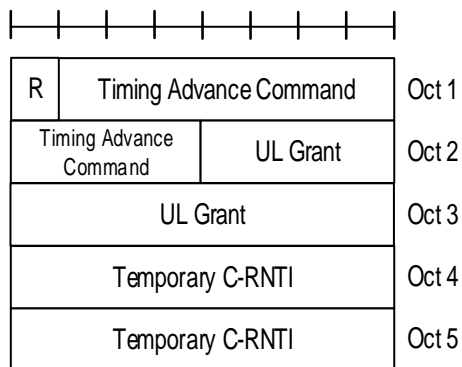 R Timing Advance Command Oct 1
Timing Advance
Command UL Grant Oct 2
UL Grant Oct 3
Temporary C-RNTI Oct 4
Temporary C-RNTI Oct 5